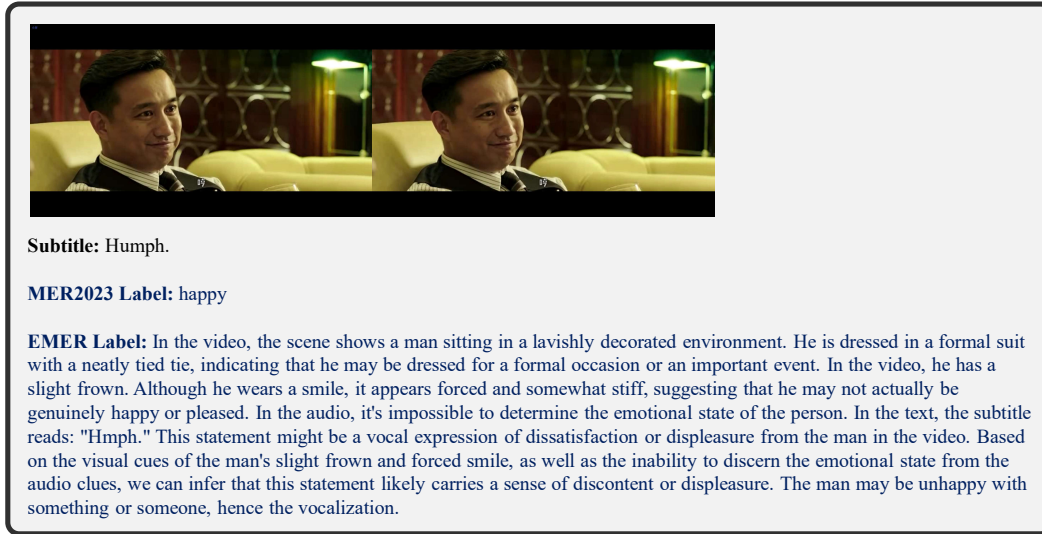 哼
哼
Subtitle: Humph.
MER2023 Label: happy
EMER Label: In the video, the scene shows a man sitting in a lavishly decorated environment. He is dressed in a formal suit
with a neatly tied tie, indicating that he may be dressed for a formal occasion or an important event. In the video, he has a
slight frown. Although he wears a smile, it appears forced and somewhat stiff, suggesting that he may not actually be
genuinely happy or pleased. In the audio, it's impossible to determine the emotional state of the person. In the text, the subtitle
reads: "Hmph." This statement might be a vocal expression of dissatisfaction or displeasure from the man in the video. Based
on the visual cues of the man's slight frown and forced smile, as well as the inability to discern the emotional state from the
audio clues, we can infer that this statement likely carries a sense of discontent or displeasure. The man may be unhappy with
something or someone, hence the vocalization.